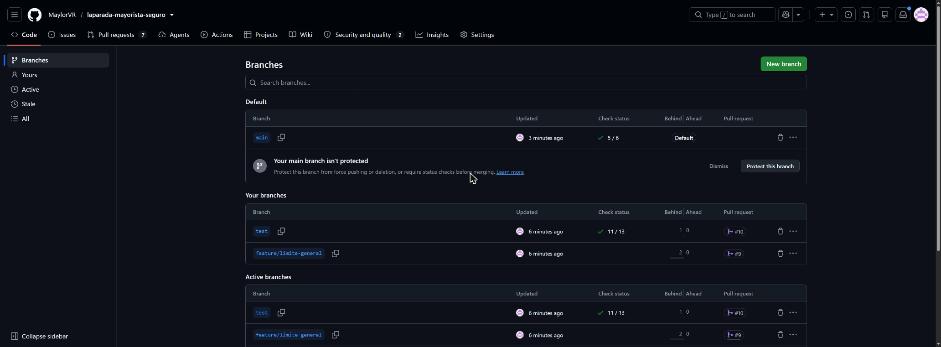 MaylorVR / laparada-mayorista-seguro
Type / to search
Code Issues Pull requests 7 Agents Actions Projects Wiki Security and quality 2 Insights Settings
Branches
Yours
Active
Stale
All
Collapse sidebar
Branches
New branch
Search branches...
Default
Branch Updated Check status Behind Ahead Pull request
main 3 minutes ago 5 / 6 Default
Your main branch isn't protected
Protect this branch from force pushing or deletion, or require status checks before merging. Learn more
Dismiss Protect this branch
Your branches
Branch Updated Check status Behind Ahead Pull request
test 6 minutes ago 11 / 13 1 0 #10
feature/limite-general 6 minutes ago 2 0 #9
Active branches
Branch Updated Check status Behind Ahead Pull request
test 6 minutes ago 11 / 13 1 0 #10
feature/limite-general 6 minutes ago 2 0 #9